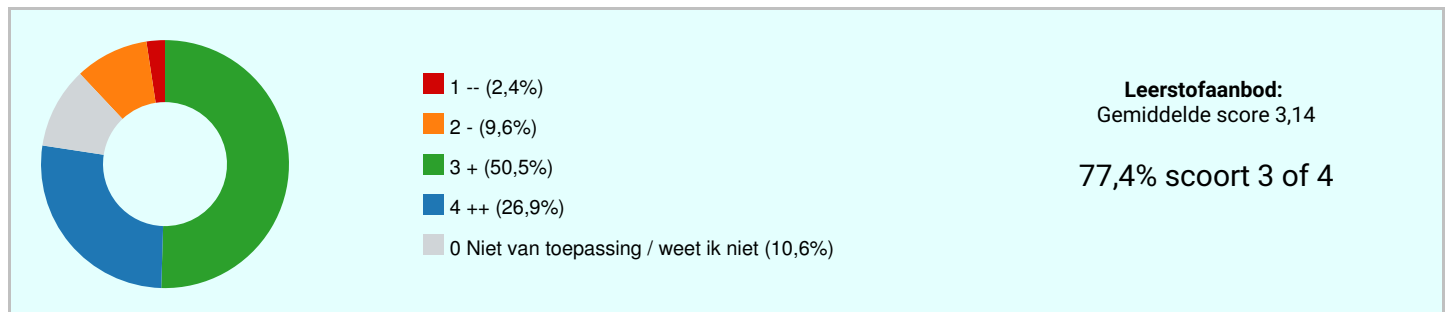 1 -- (2,4%)
2 - (9,6%)
3 + (50,5%)
4 ++ (26,9%)
0 Niet van toepassing / weet ik niet (10,6%)
Leerstofaanbod:
Gemiddelde score 3,14
77,4% scoort 3 of 4